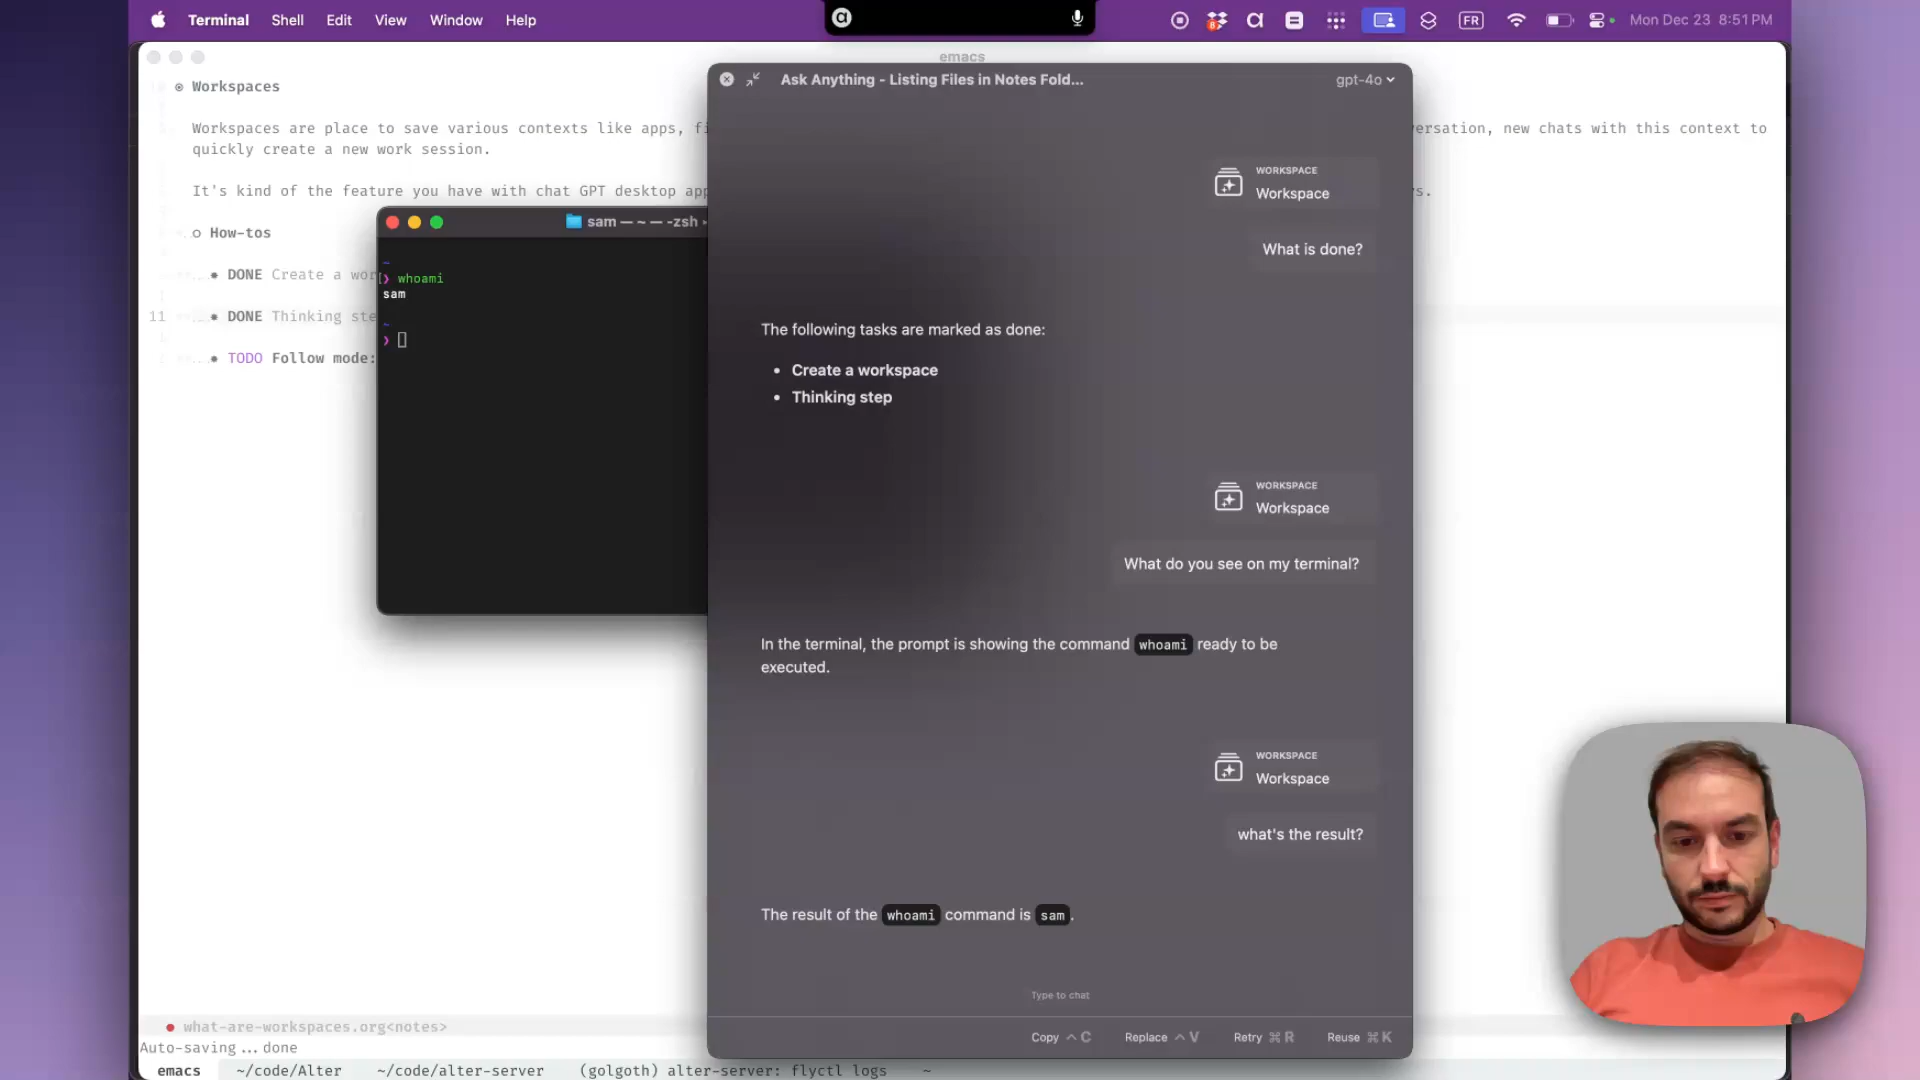 Terminal Shell Edit View Window Help
8
FR
Mon Dec 23 8:51 PM
emacs
Workspaces
Workspaces are place to save various contexts like apps, fi
ersation, new chats with this context to
quickly create a new work session.
It's kind of the feature you have with chat GPT desktop app
s.
How-tos
DONE Create a wor
11 DONE Thinking ste
TODO Follow mode:
what-are-workspaces.org<notes>
Auto-saving...done
emacs ~/code/Alter ~/code/alter-server (golgoth) alter-server: flyctl logs ~
sam — ~ — -zsh
~
❯ whoami
sam
~
❯
Ask Anything - Listing Files in Notes Fold...
gpt-4o
WORKSPACE
Workspace
What is done?
The following tasks are marked as done:
• Create a workspace
• Thinking step
WORKSPACE
Workspace
What do you see on my terminal?
In the terminal, the prompt is showing the command whoami ready to be
executed.
WORKSPACE
Workspace
what's the result?
The result of the whoami command is sam.
Type to chat
Copy ^ C Replace ^ V Retry ⌘ R Reuse ⌘ K